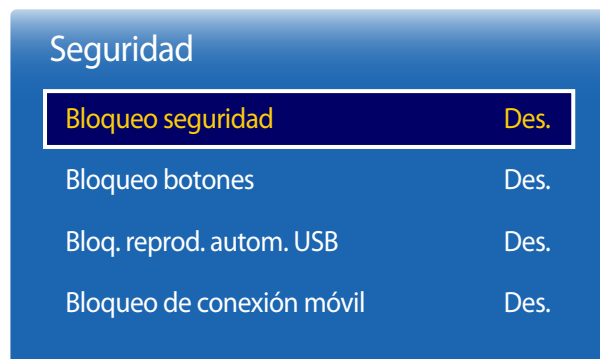 Seguridad
Bloqueo seguridad Des.
Bloqueo botones Des.
Bloq. reprod. autom. USB Des.
Bloqueo de conexión móvil Des.